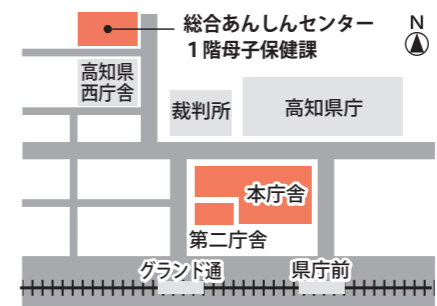 総合あんしんセンター
１階母子保健課
N
高知県
西庁舎
裁判所
高知県庁
本庁舎
第二庁舎
グランド通
県庁前